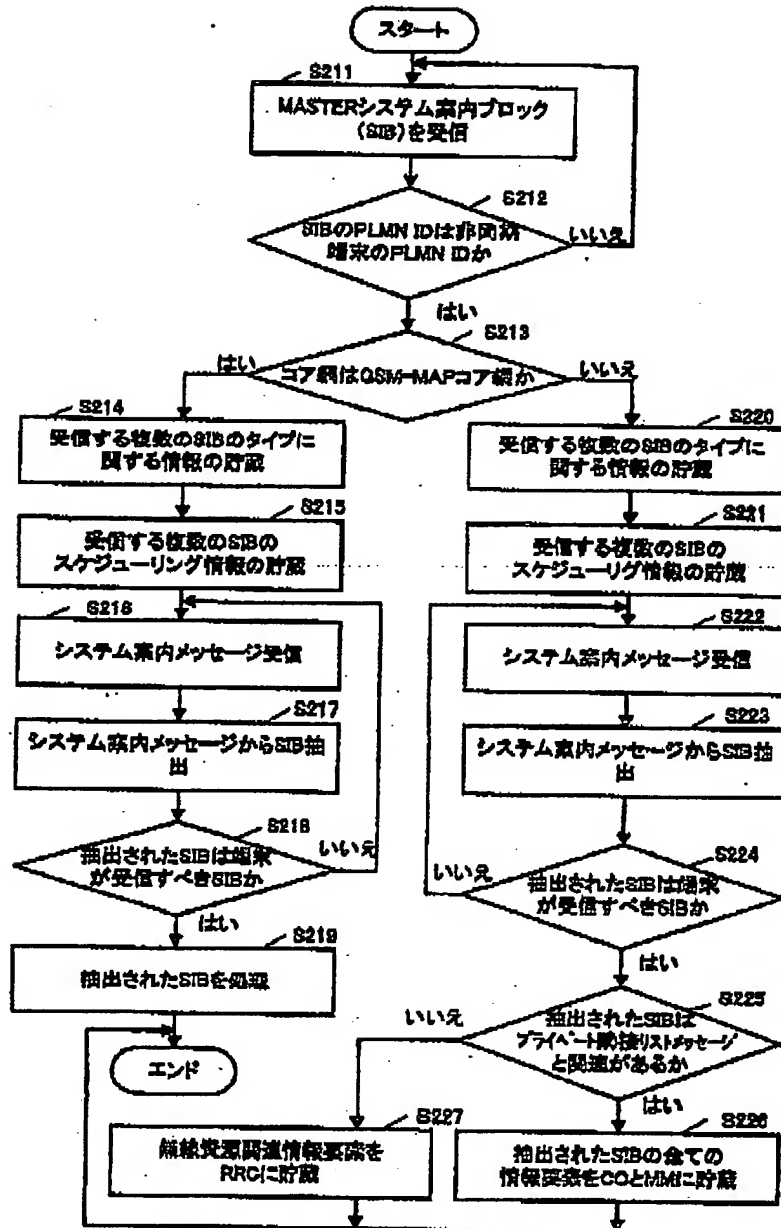 スタート
S211
MASTERシステム案内ブロック
(SIB)を受信
S212
SIBのPLMN IDは非同期
端末のPLMN IDか
いいえ
はい
S213
コア網はGSM-MAPコア網か
はい
いいえ
S214
受信する複数のSIBのタイプに
関する情報の貯蔵
S215
受信する複数のSIBの
スケジューリング情報の貯蔵
S216
システム案内メッセージ受信
S217
システム案内メッセージからSIB抽
出
S218
抽出されたSIBは端末
が受信すべきSIBか
いいえ
はい
S219
抽出されたSIBを処理
エンド
S220
受信する複数のSIBのタイプに
関する情報の貯蔵
S221
受信する複数のSIBの
スケジューリグ情報の貯蔵
S222
システム案内メッセージ受信
S223
システム案内メッセージからSIB抽
出
S224
抽出されたSIBは端末
が受信すべきSIBか
いいえ
はい
S225
抽出されたSIBは
プライベート隣接リストメッセージ
と関連があるか
いいえ
はい
S227
無線資源関連情報要素を
RRCに貯蔵
S226
抽出されたSIBの全ての
情報要素をCCとMMに貯蔵